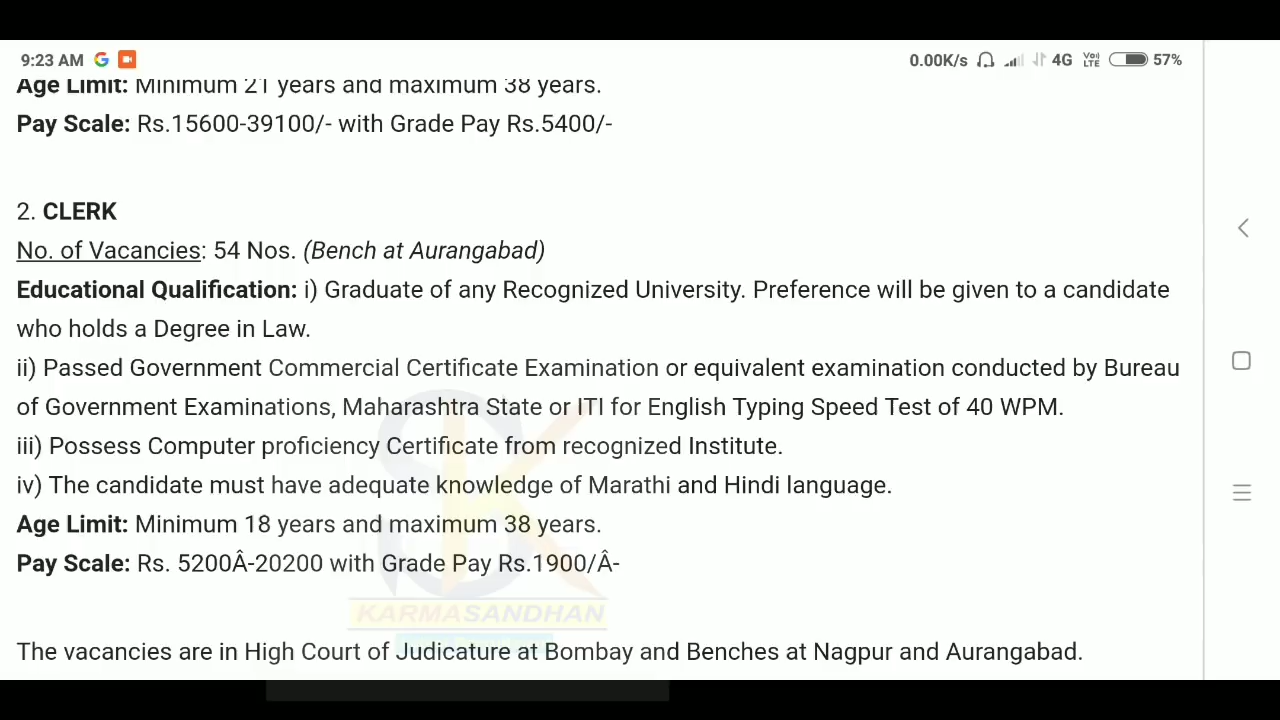 9:23 AM
0.00K/s 4G Vo) LTE 57%
Age Limit: Minimum 21 years and maximum 38 years.
Pay Scale: Rs.15600-39100/- with Grade Pay Rs.5400/-
2. CLERK
No. of Vacancies: 54 Nos. (Bench at Aurangabad)
Educational Qualification: i) Graduate of any Recognized University. Preference will be given to a candidate
who holds a Degree in Law.
ii) Passed Government Commercial Certificate Examination or equivalent examination conducted by Bureau
of Government Examinations, Maharashtra State or ITI for English Typing Speed Test of 40 WPM.
iii) Possess Computer proficiency Certificate from recognized Institute.
iv) The candidate must have adequate knowledge of Marathi and Hindi language.
Age Limit: Minimum 18 years and maximum 38 years.
Pay Scale: Rs. 5200Â-20200 with Grade Pay Rs.1900/Â-
KARMASANDHAN
The vacancies are in High Court of Judicature at Bombay and Benches at Nagpur and Aurangabad.